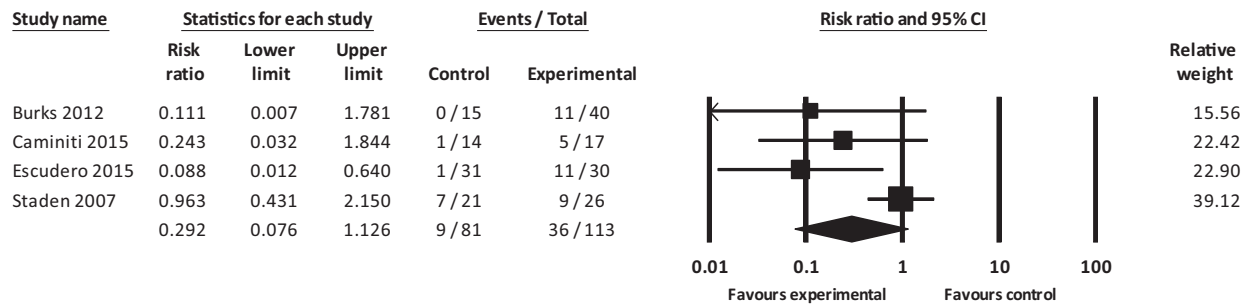 Study name Statistics for each study Events / Total Risk ratio and 95% CI
Risk ratio Lower limit Upper limit Control Experimental Relative weight
Burks 2012 0.111 0.007 1.781 0 / 15 11 / 40 15.56
Caminiti 2015 0.243 0.032 1.844 1 / 14 5 / 17 22.42
Escudero 2015 0.088 0.012 0.640 1 / 31 11 / 30 22.90
Staden 2007 0.963 0.431 2.150 7 / 21 9 / 26 39.12
0.292 0.076 1.126 9 / 81 36 / 113
0.01 0.1 1 10 100
Favours experimental Favours control